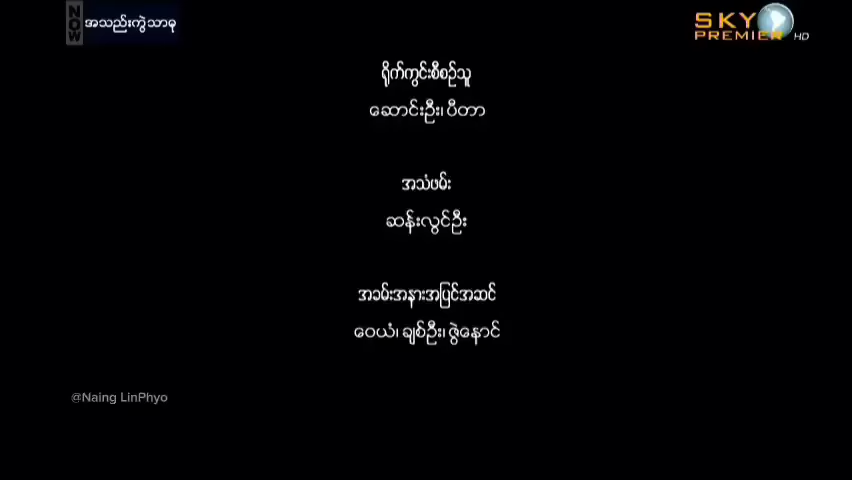 NOW
အသည်းကွဲသာဓု
SKY
PREMIER HD
ရိုက်ကွင်းစီစဉ်သူ
ဆောင်းဦး၊ ပီတာ
အသံဖမ်း
ဆန်းလွင်ဦး
အခမ်းအနားအပြင်အဆင်
ဝေယံ၊ ချစ်ဦး၊ ဇွဲနောင်
@Naing LinPhyo